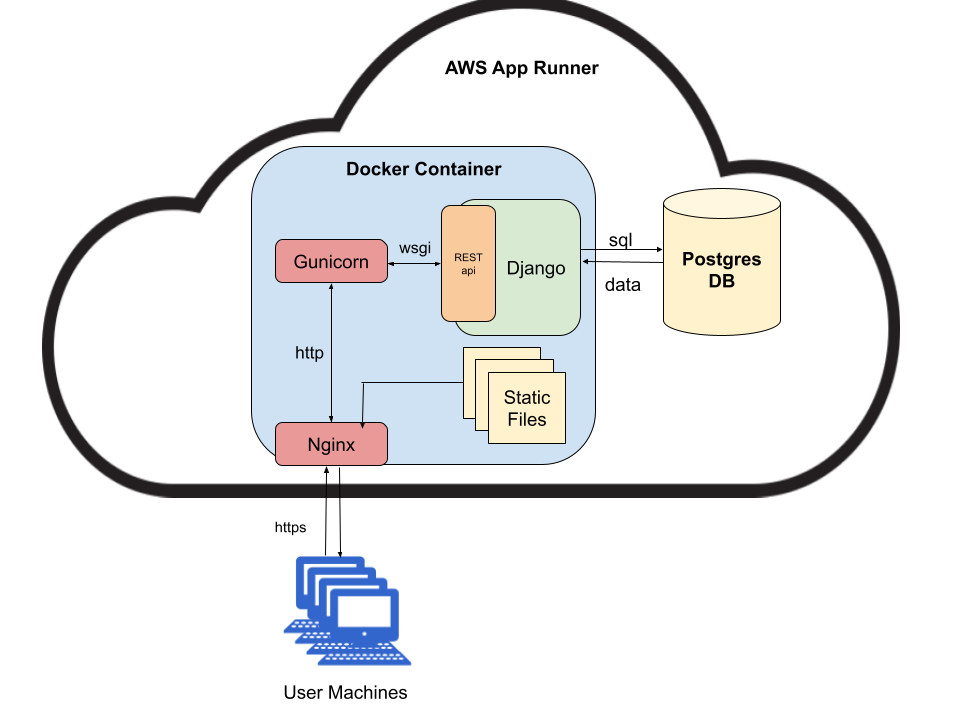 AWS App Runner
Docker Container
Gunicorn
wsgi
REST
api
Django
sql
data
Postgres
DB
http
Static
Files
Nginx
https
User Machines